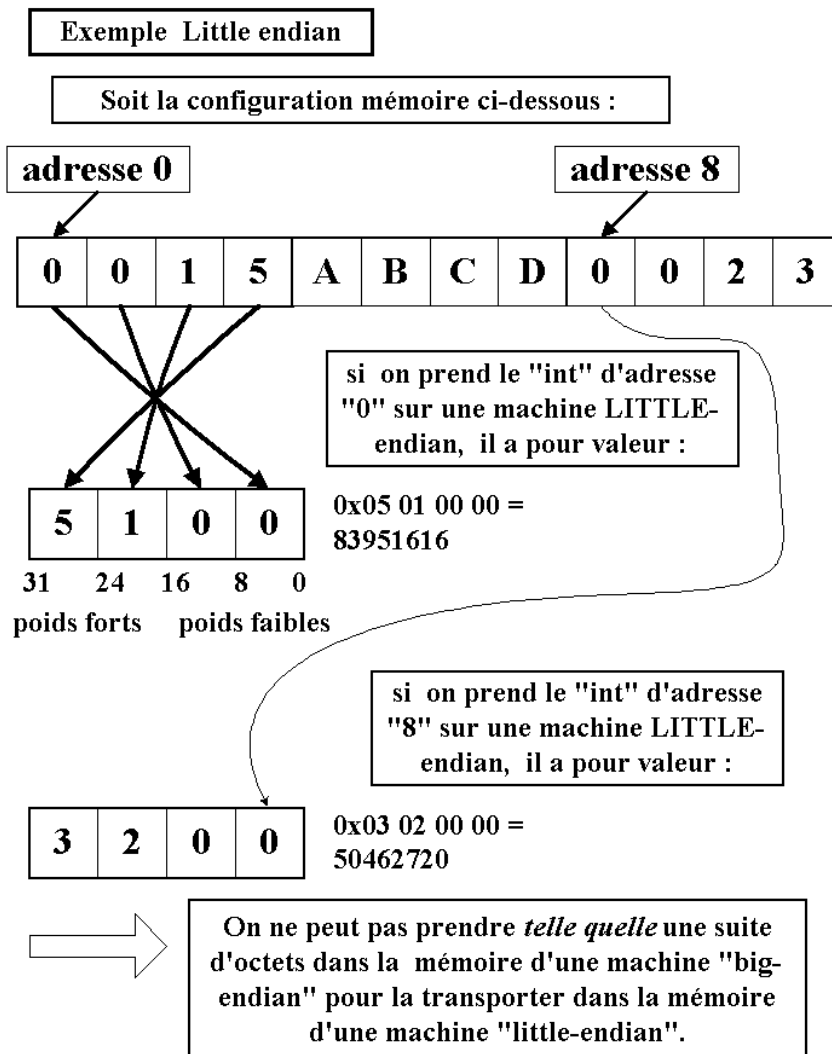 Exemple Little endian
Soit la configuration mémoire ci-dessous :
adresse 0
adresse 8
0 0 1 5 A B C D 0 0 2 3
si on prend le "int" d'adresse
"0" sur une machine LITTLE-
endian, il a pour valeur :
5 1 0 0
0x05 01 00 00 =
83951616
31 24 16 8 0
poids forts poids faibles
si on prend le "int" d'adresse
"8" sur une machine LITTLE-
endian, il a pour valeur :
3 2 0 0
0x03 02 00 00 =
50462720
On ne peut pas prendre telle quelle une suite
d'octets dans la mémoire d'une machine "big-
endian" pour la transporter dans la mémoire
d'une machine "little-endian".